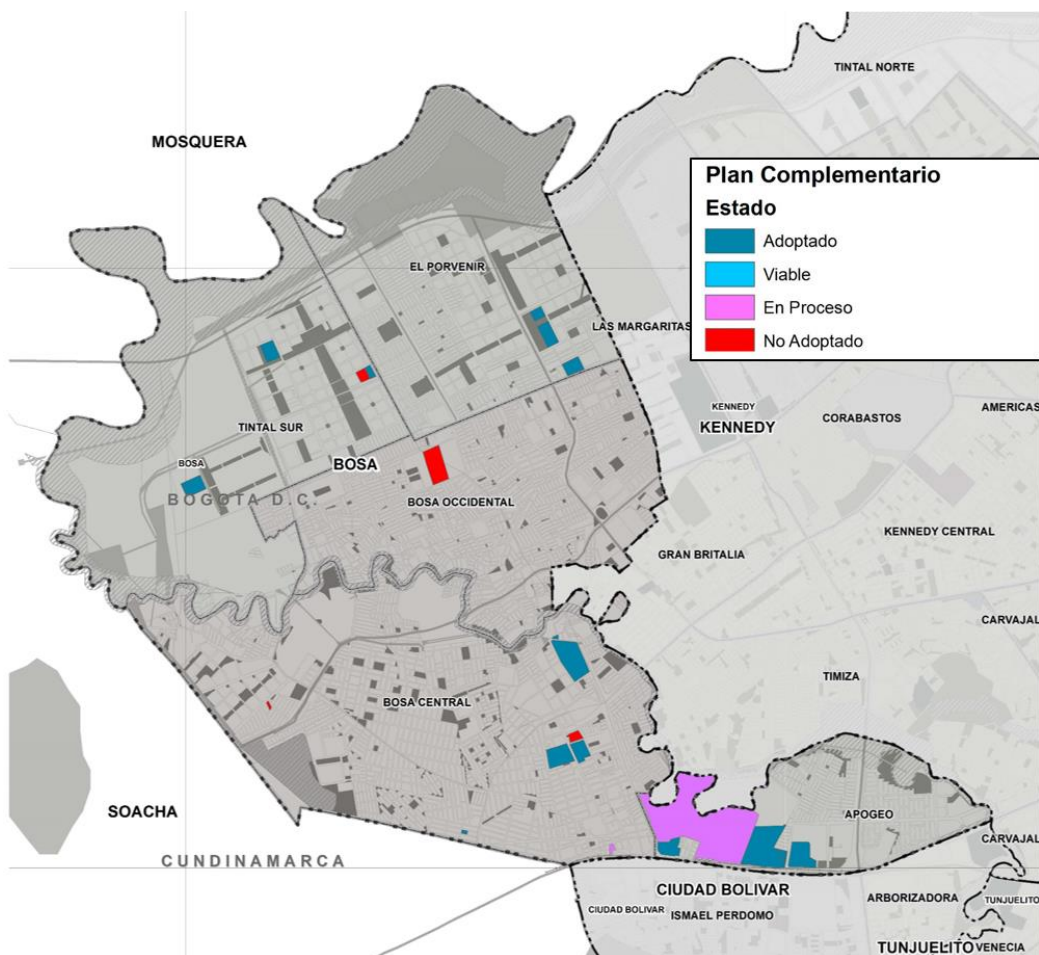 TINTAL NORTE
MOSQUERA
Plan Complementario
Estado
Adoptado
Viable
En Proceso
No Adoptado
EL PORVENIR
LAS MARGARITAS
KENNEDY
KENNEDY
CORABASTOS
AMERICAS
TINTAL SUR
BOSA
BOSA
BOGOTA D.C.
BOSA OCCIDENTAL
KENNEDY CENTRAL
GRAN BRITALIA
CARVAJAL
TIMIZA
BOSA CENTRAL
SOACHA
APOGEO
CARVAJAL
CUNDINAMARCA
CIUDAD BOLIVAR
ARBORIZADORA
TUNJUELITO
CIUDAD BOLIVAR
ISMAEL PERDOMO
TUNJUELITO
VENECIA